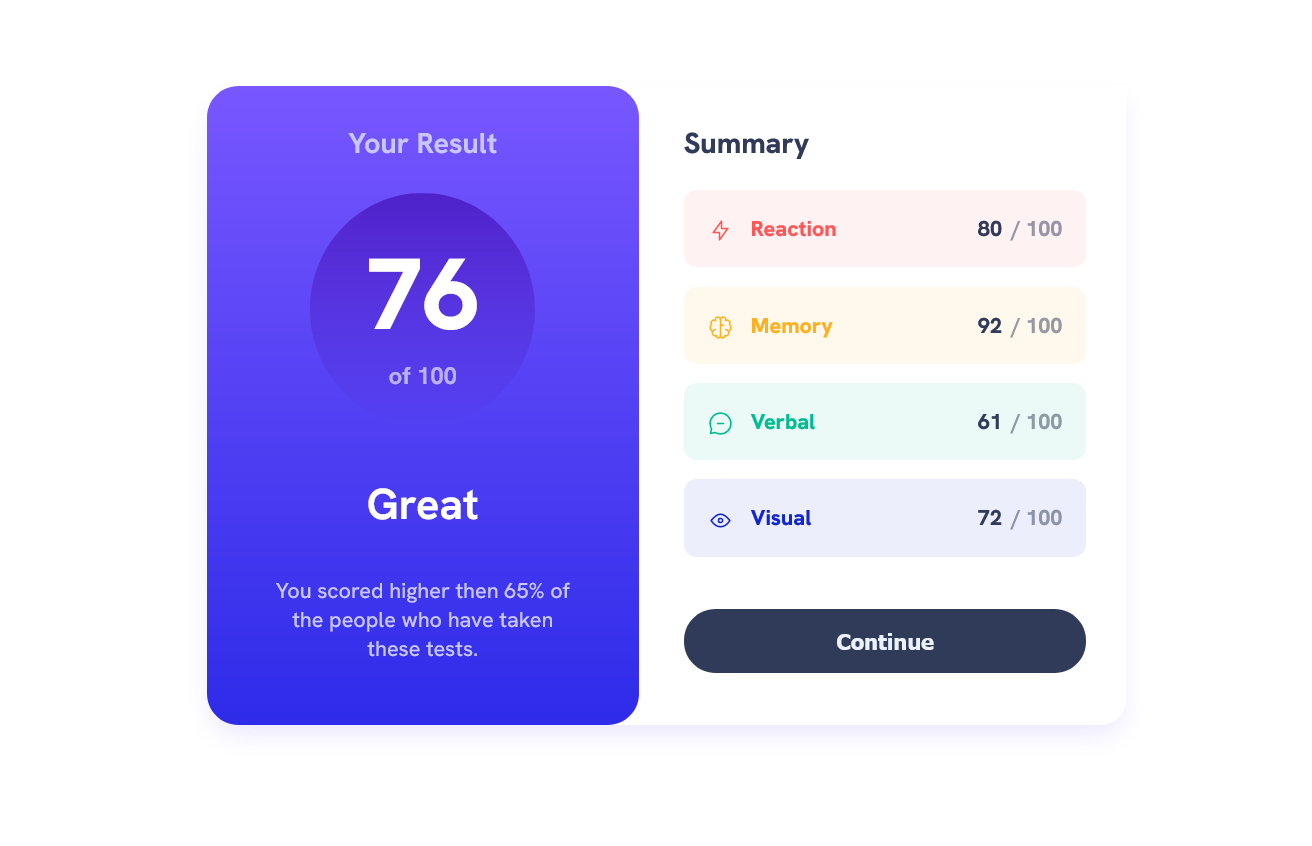 Your Result
76
of 100
Great
You scored higher then 65% of
the people who have taken
these tests.
Summary
Reaction 80 / 100
Memory 92 / 100
Verbal 61 / 100
Visual 72 / 100
Continue